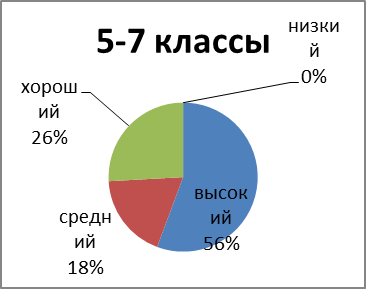 5-7 классы
низки
й
0%
хорош
ий
26%
высок
ий
56%
средн
ий
18%